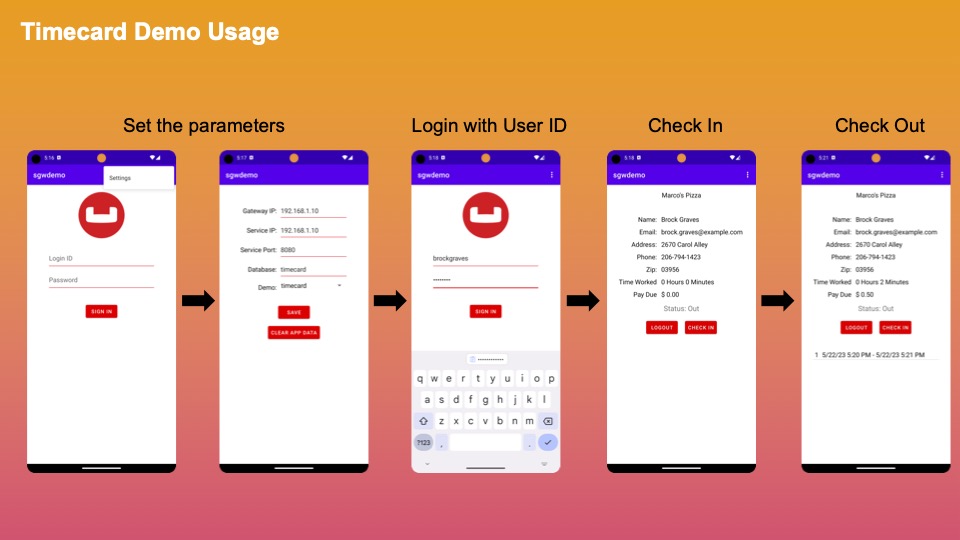 Timecard Demo Usage
Set the parameters
Login with User ID
Check In
Check Out
5:16
sgwdemo
Settings
Login ID
Password
SIGN IN
5:17
sgwdemo
Gateway IP: 192.168.1.10
Service IP: 192.168.1.10
Service Port: 8080
Database: timecard
Demo: timecard
SAVE
CLEAR APP DATA
5:18
sgwdemo
brockgraves
••••••••
SIGN IN
q w e r t y u i o p
a s d f g h j k l
z x c v b n m
?123 , .
5:18
sgwdemo
Marco's Pizza
Name: Brock Graves
Email: brock.graves@example.com
Address: 2670 Carol Alley
Phone: 206-794-1423
Zip: 03956
Time Worked 0 Hours 0 Minutes
Pay Due $ 0.00
Status: Out
LOGOUT CHECK IN
5:21
sgwdemo
Marco's Pizza
Name: Brock Graves
Email: brock.graves@example.com
Address: 2670 Carol Alley
Phone: 206-794-1423
Zip: 03956
Time Worked 0 Hours 2 Minutes
Pay Due $ 0.50
Status: Out
LOGOUT CHECK IN
1 5/22/23 5:20 PM - 5/22/23 5:21 PM